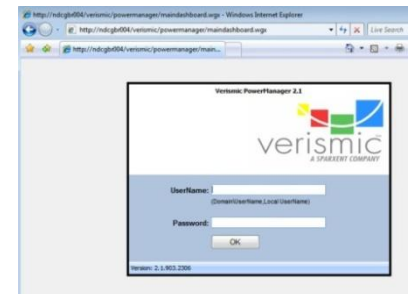 http://ndcgbr004/verismic/powermanager/maindashboard.wgx - Windows Internet Explorer
http://ndcgbr004/verismic/powermanager/maindashboard.wgx
Live Search
http://ndcgbr004/verismic/powermanager/main...
Verismic PowerManager 2.1
verismic
A SPARXENT COMPANY
UserName:
(Domain\UserName,Local UserName)
Password:
OK
Version: 2.1.903.2306